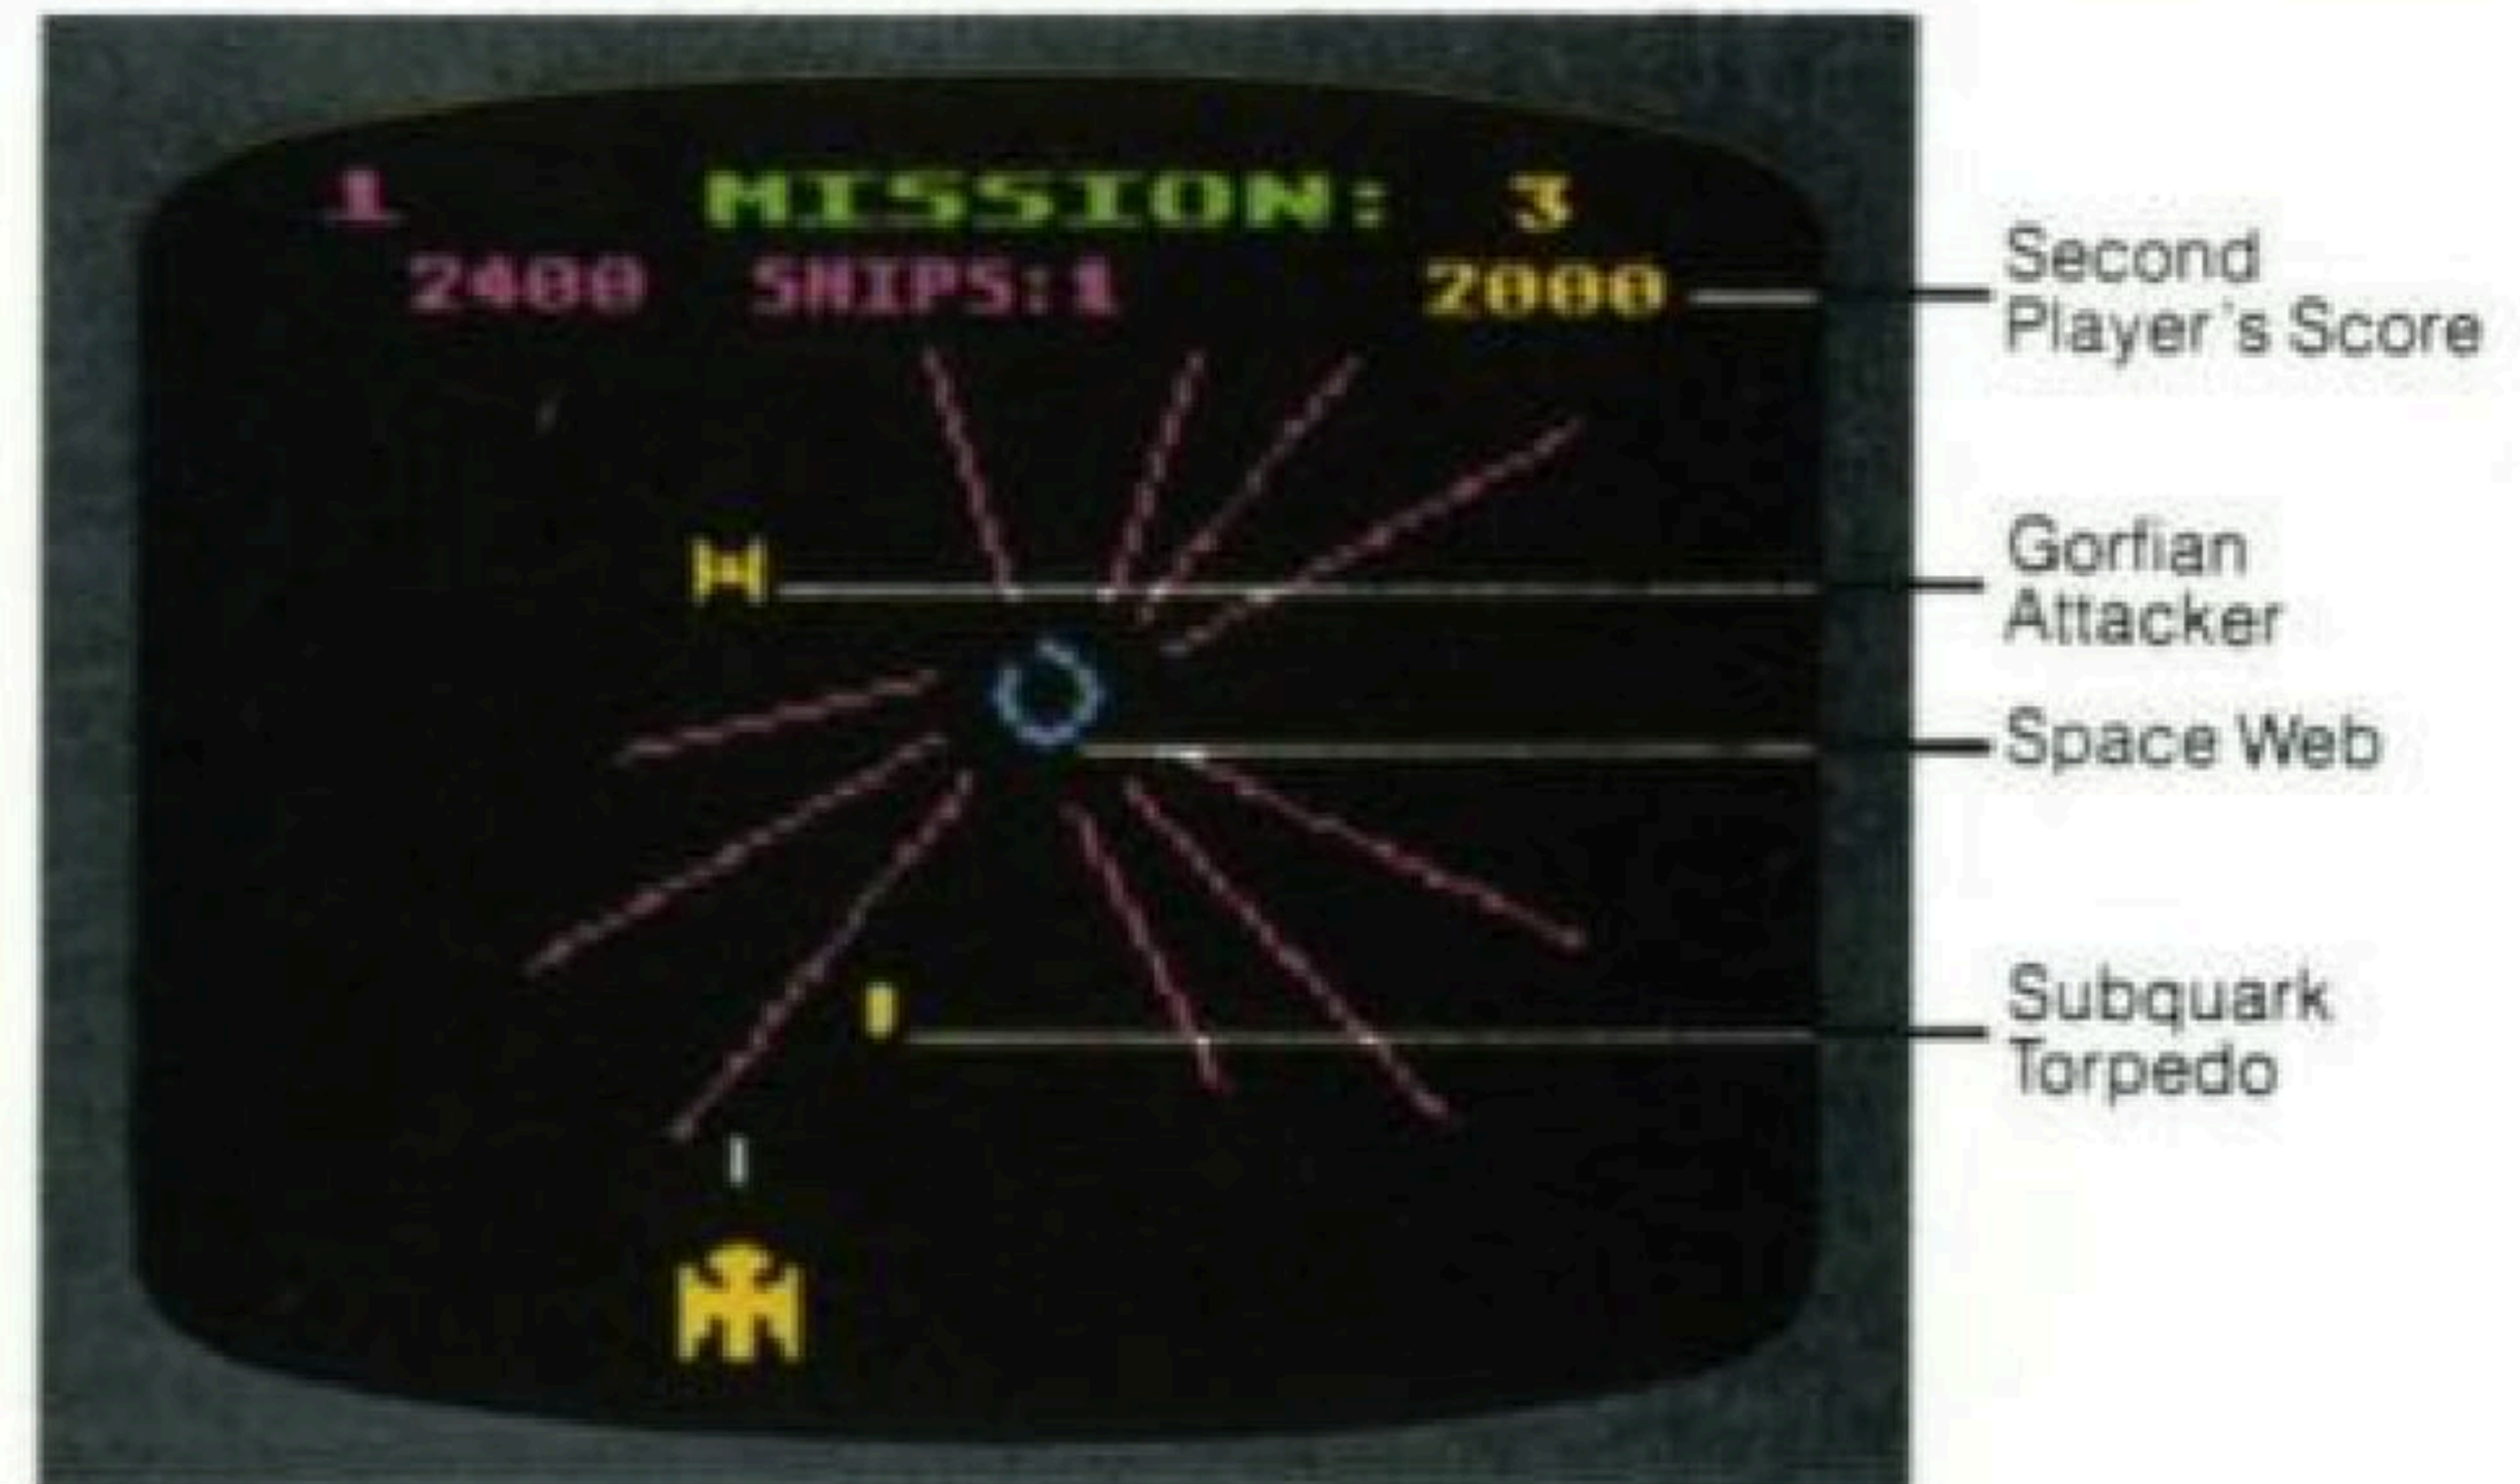 1 MISSION: 3
2400 SHIPS:1 2000
Second
Player's Score
Gorfian
Attacker
Space Web
Subquark
Torpedo